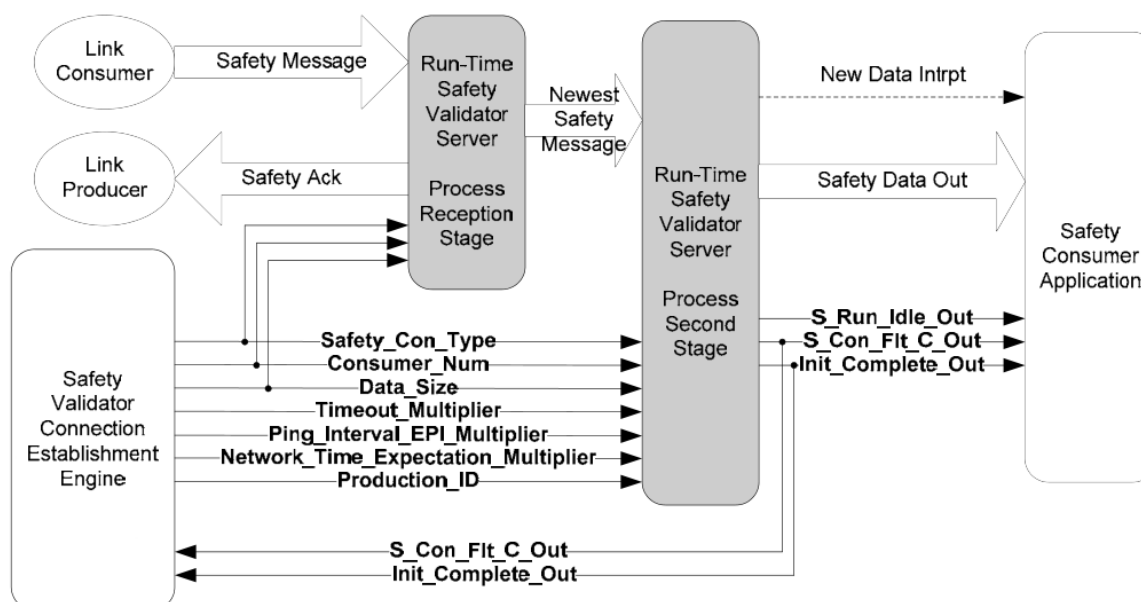 Link
Consumer
Safety Message
Run-Time
Safety
Validator
Server
Process
Reception
Stage
Newest
Safety
Message
New Data Intrpt
Link
Producer
Safety Ack
Run-Time
Safety
Validator
Server
Process
Second
Stage
Safety Data Out
Safety
Consumer
Application
Safety
Validator
Connection
Establishment
Engine
Safety_Con_Type
Consumer_Num
Data_Size
Timeout_Multiplier
Ping_Interval_EPI_Multiplier
Network_Time_Expectation_Multiplier
Production_ID
S_Run_Idle_Out
S_Con_Flt_C_Out
Init_Complete_Out
S_Con_Flt_C_Out
Init_Complete_Out